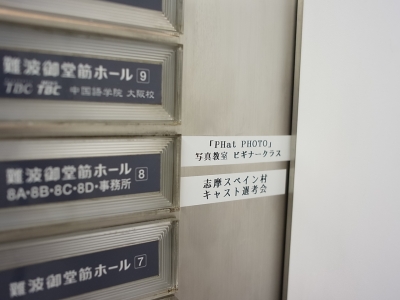 難波御堂筋ホール 9
TBC TBC 中国語学院 大阪校
難波御堂筋ホール 8
8A・8B・8C・8D・事務所
「PHat PHOTO」
写真教室 ビギナークラス
志摩スペイン村
キャスト選考会
難波御堂筋ホール 7